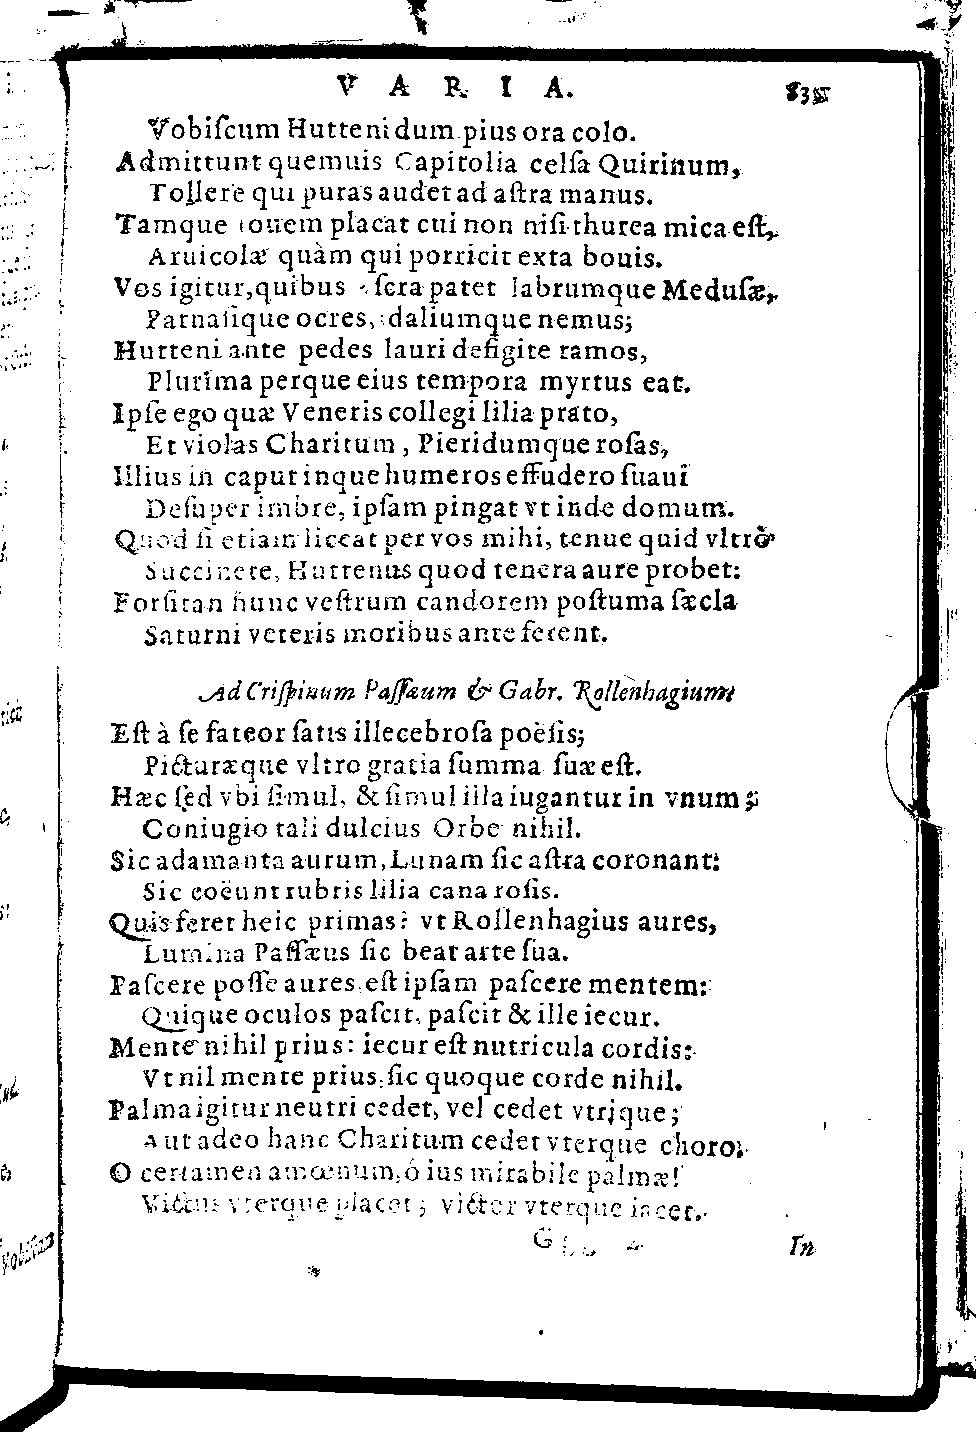 VARIA.
Vobiſcum Hutteni dum pius ora colo.
Admittunt quemuis Capitolia celſa Quirinum,
Tollere qui puras audet ad aſtra manus.
Tamque Iouem placat cui non niſi thurea mica eſt,
Aruicolæ quàm qui porricit exta bouis.
Vos igitur, quibus ſcra patet labrumque Meduſæ,
Parnaſique ocres, daliumque nemus;
Hutteni ante pedes lauri defigite ramos,
Plurima perque eius tempora myrtus eat.
Ipſe ego quæ Veneris collegi lilia prato,
Et violas Charitum, Pieridumque roſas,
Illius in caput inque humeros effudero ſuaui
Deſuper imbre, ipſam pingat vt inde domum.
Quod ſi etiam liceat per vos mihi, tenue quid vltrò
Succinere, Huttenus quod tenera aure probet:
Forſitan hunc veſtrum candorem poſtuma ſæcla
Saturni veteris moribus anteferent.
Ad Criſpinum Paſſæum & Gabr. Rollenhagium
Eſt à ſe fateor ſatis illecebroſa poëſis;
Picturæque vltro gratia ſumma ſuæ eſt.
Hæc ſed vbi ſimul, & ſimul illa iugantur in vnum;
Coniugio tali dulcius Orbe nihil.
Sic adamanta aurum, Lunam ſic aſtra coronant:
Sic coëunt rubris lilia cana roſis.
Quis feret heic primas? vt Rollenhagius aures,
Lumina Paſſæus ſic beat arte ſua.
Paſcere poſſe aures eſt ipſam paſcere mentem:
Quique oculos paſcit, paſcit & ille iecur.
Mente nihil prius: iecur eſt nutricula cordis:
Vt nil mente prius, ſic quoque corde nihil.
Palma igitur neutri cedet, vel cedet vtrique;
Aut adeo hanc Charitum cedet vterque choro.
O certamen amœnum, ô ius mirabile palmæ!
Victus vterque placet; victor vterque iacet.
In